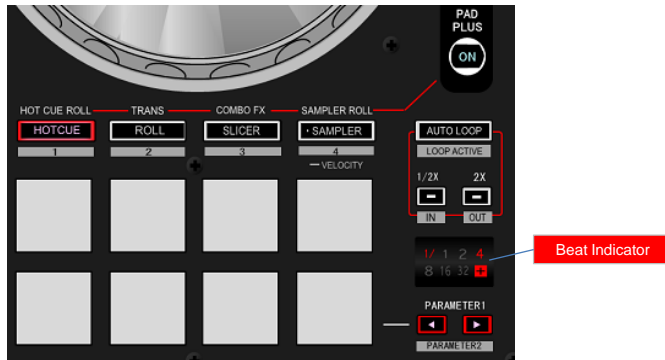 PAD
PLUS
ON
HOT CUE ROLL TRANS COMBO FX SAMPLER ROLL
HOTCUE ROLL SLICER · SAMPLER AUTO LOOP
1 2 3 4 LOOP ACTIVE
— VELOCITY
1/2X 2X
IN OUT
1/ 1 2 4
8 16 32 +
Beat Indicator
PARAMETER1
PARAMETER2